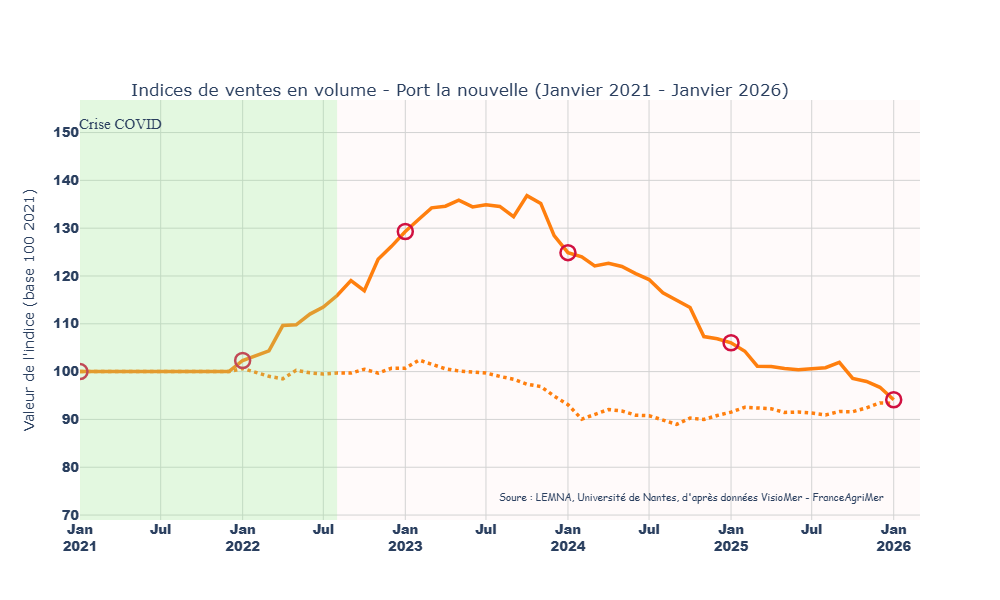 Indices de ventes en volume - Port la nouvelle (Janvier 2021 - Janvier 2026)
Crise COVID
150
140
130
120
110
100
90
80
70
Valeur de l'indice (base 100 2021)
Soure : LEMNA, Université de Nantes, d'après données VisioMer - FranceAgriMer
Jan Jul Jan Jul Jan Jul Jan Jul Jan Jul Jan
2021 2022 2023 2024 2025 2026